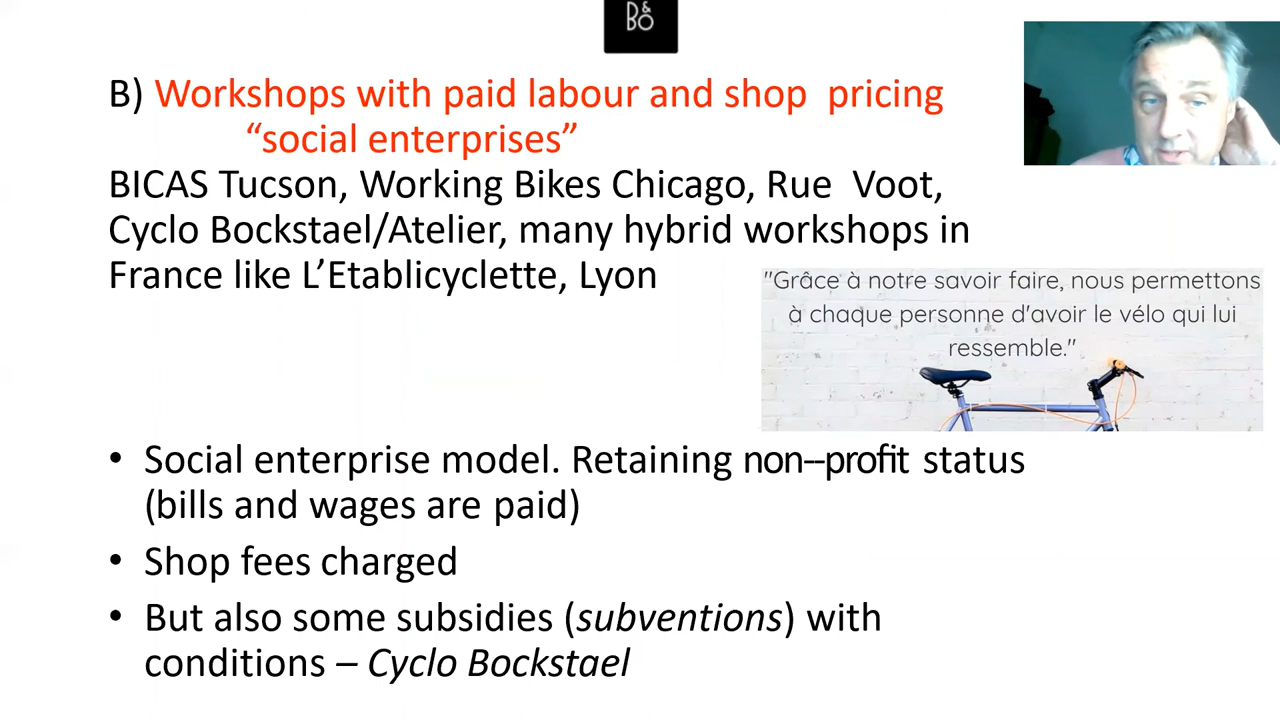 D&BO
B) Workshops with paid labour and shop pricing
“social enterprises”
BICAS Tucson, Working Bikes Chicago, Rue Voot,
Cyclo Bockstael/Atelier, many hybrid workshops in
France like L’Etablicyclette, Lyon
"Grâce à notre savoir faire, nous permettons
à chaque personne d'avoir le vélo qui lui
ressemble."
• Social enterprise model. Retaining non--profit status
(bills and wages are paid)
• Shop fees charged
• But also some subsidies (subventions) with
conditions – Cyclo Bockstael